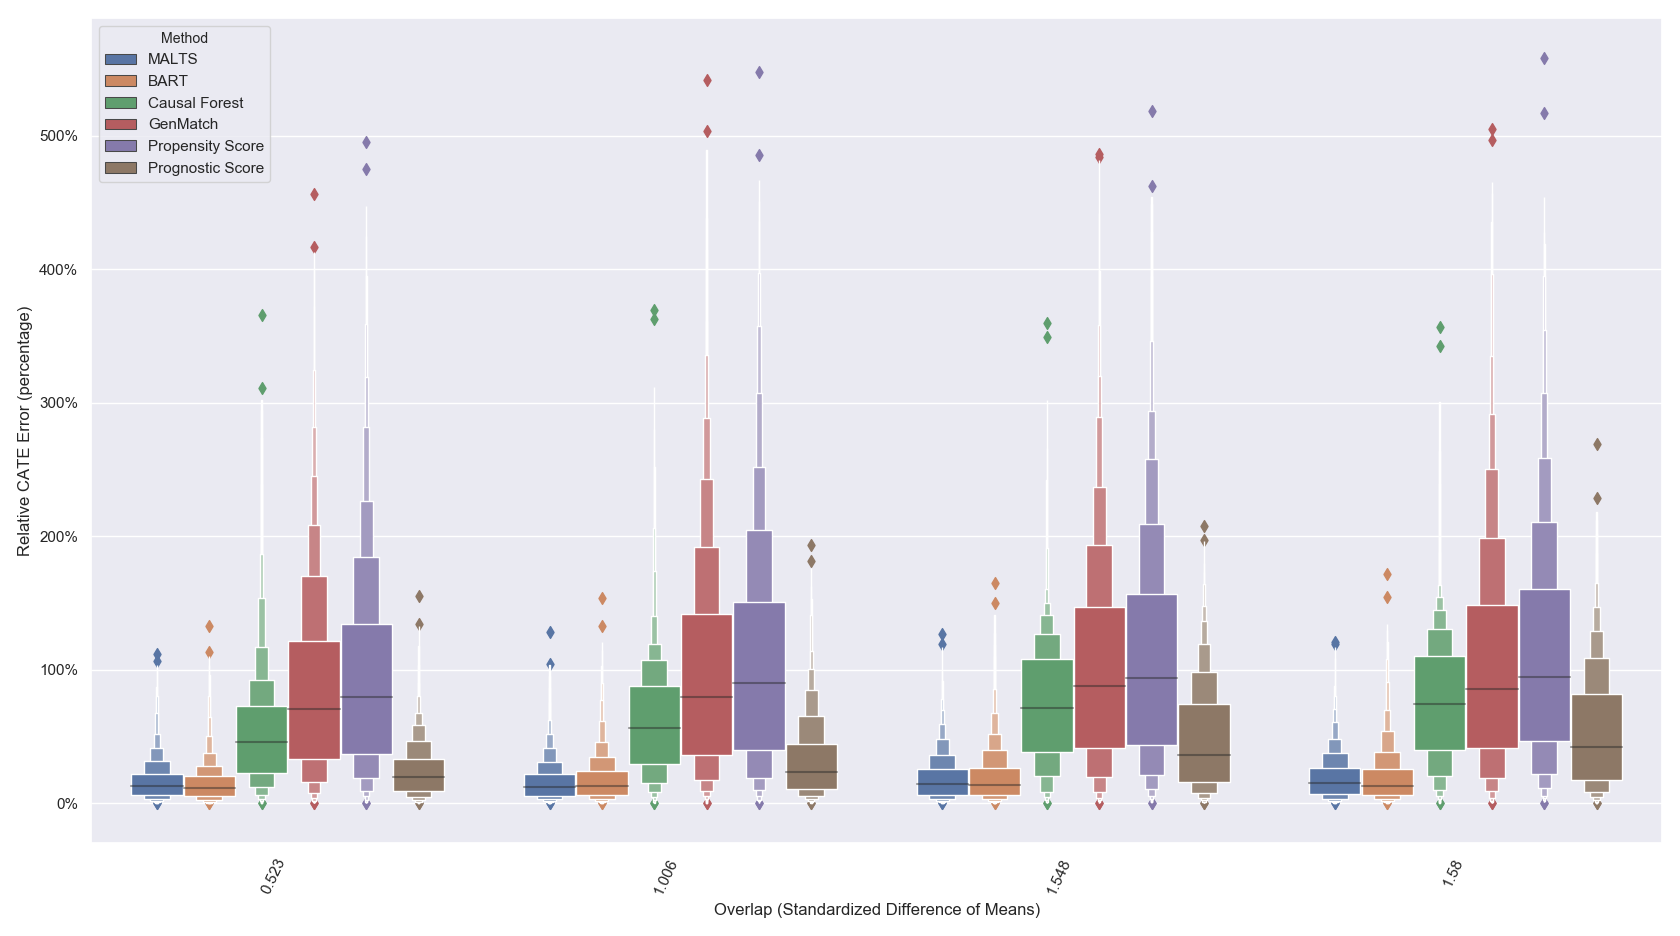 Method
MALTS
BART
Causal Forest
GenMatch
Propensity Score
Prognostic Score
Relative CATE Error (percentage)
500%
400%
300%
200%
100%
0%
0.523
1.006
1.548
1.58
Overlap (Standardized Difference of Means)